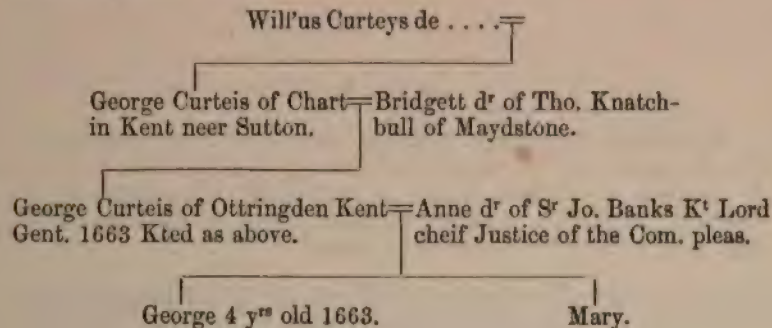 Will'us Curteys de . . . .
George Curteis of Chart=Bridgett dʳ of Tho. Knatch-
in Kent neer Sutton. bull of Maydstone.
George Curteis of Ottringden Kent=Anne dʳ of Sʳ Jo. Banks Kᵗ Lord
Gent. 1663 Kted as above. cheif Justice of the Com. pleas.
George 4 yʳˢ old 1663. Mary.